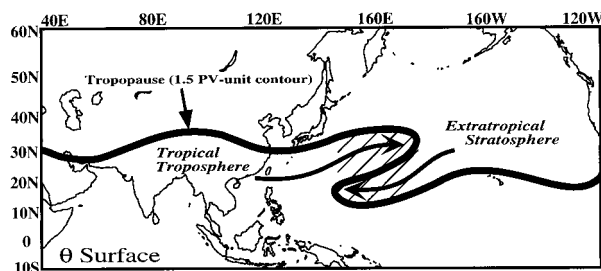 40E 80E 120E 160E 160W 120W
60N
50N
40N
30N
20N
10N
0
10S
Tropopause (1.5 PV-unit contour)
Tropical
Troposphere
Extratropical
Stratosphere
θ Surface